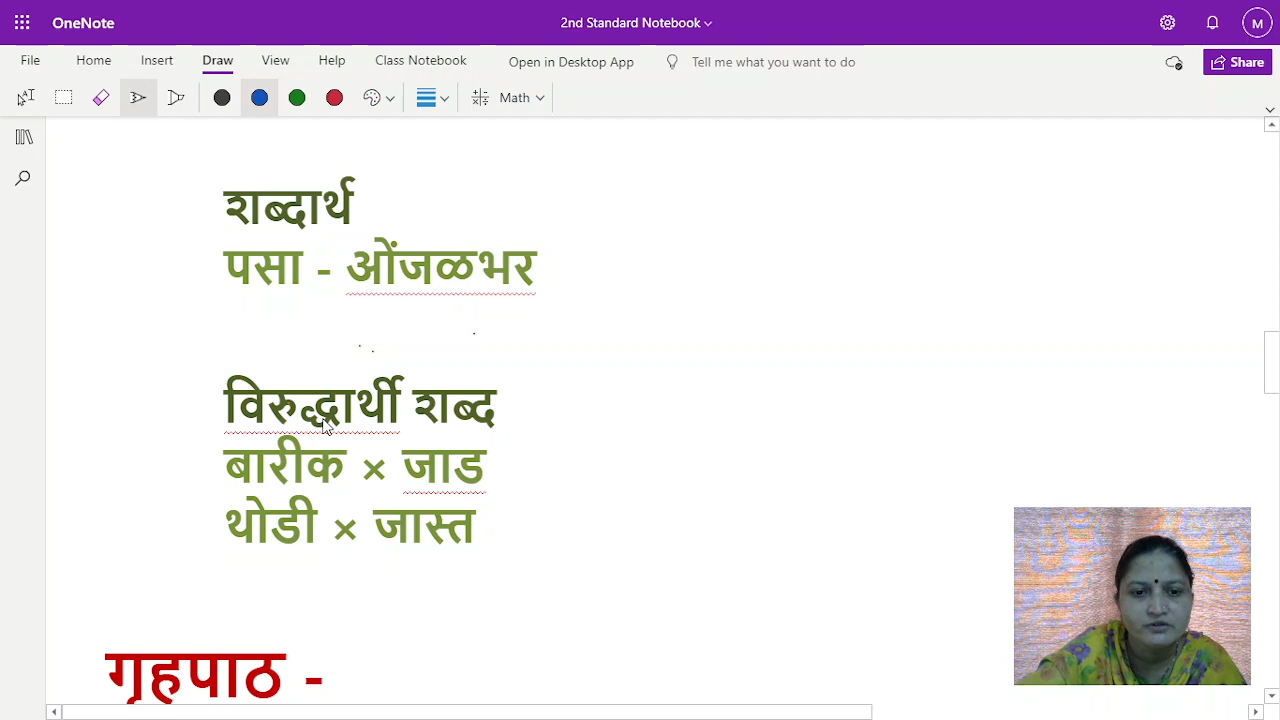 OneNote
2nd Standard Notebook
M
File Home Insert Draw View Help Class Notebook Open in Desktop App Tell me what you want to do Share
Math
शब्दार्थ
पसा - ओंजळभर
विरुद्धार्थी शब्द
बारीक × जाड
थोडी × जास्त
गृहपाठ -